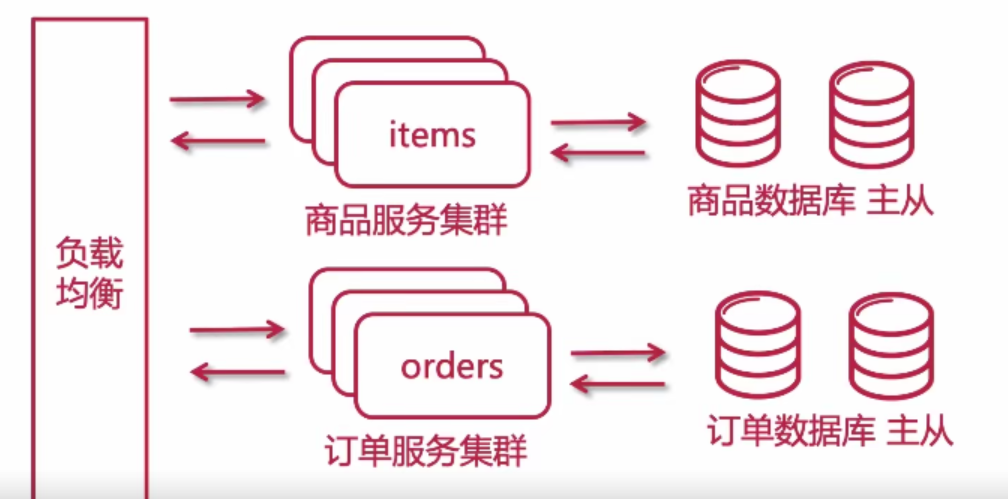 负载
均衡
items
商品服务集群
商品数据库 主从
orders
订单服务集群
订单数据库 主从